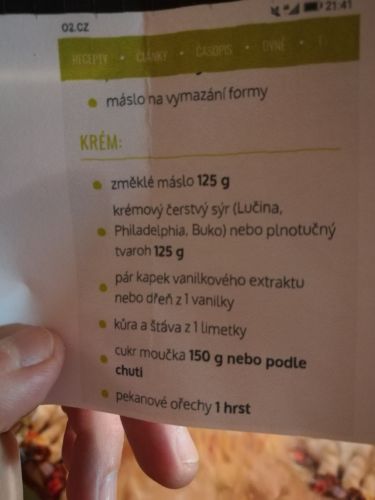 O2.CZ
21:41
RECEPTY • ČLÁNKY • ČASOPIS • DÝNĚ •
máslo na vymazání formy
KRÉM:
změklé máslo 125 g
krémový čerstvý sýr (Lučina,
Philadelphia, Buko) nebo plnotučný
tvaroh 125 g
pár kapek vanilkového extraktu
nebo dřeň z 1 vanilky
kůra a šťáva z 1 limetky
cukr moučka 150 g nebo podle
chuti
pekanové ořechy 1 hrst